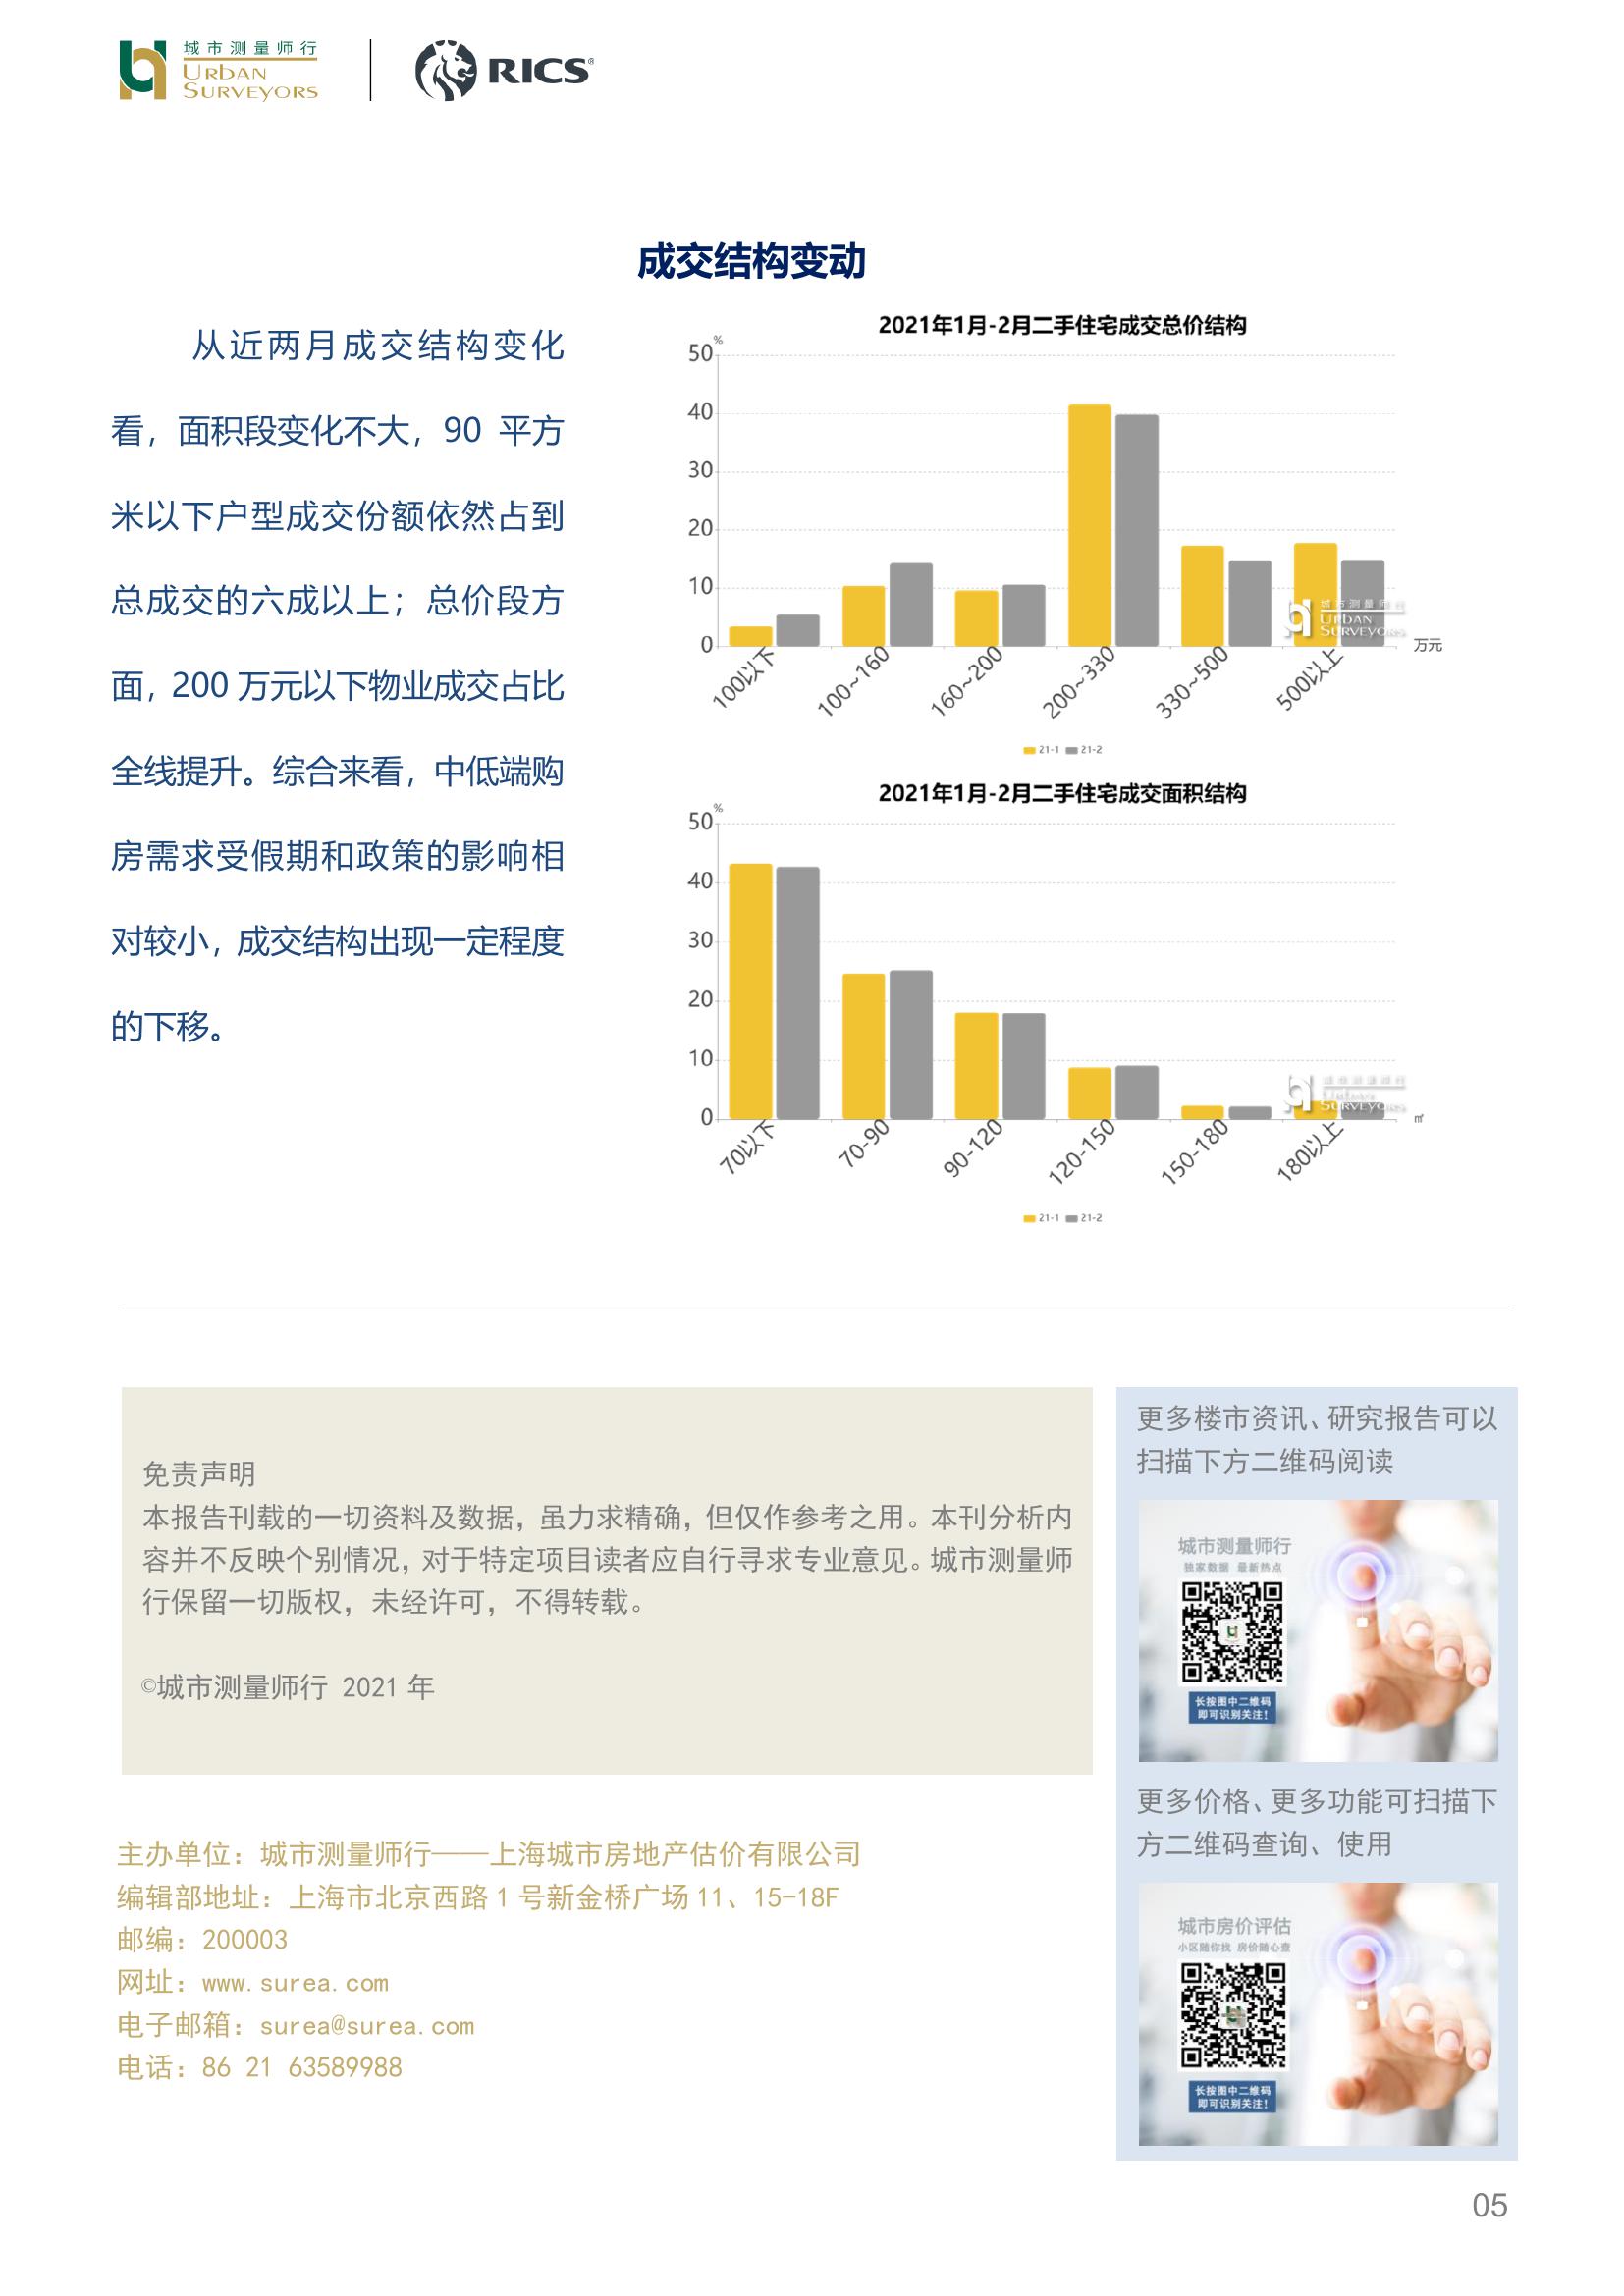 城市测量师行
URBAN
SURVEYORS
RICS®
成交结构变动
从近两月成交结构变化
看，面积段变化不大，90 平方
米以下户型成交份额依然占到
总成交的六成以上；总价段方
面，200 万元以下物业成交占比
全线提升。综合来看，中低端购
房需求受假期和政策的影响相
对较小，成交结构出现一定程度
的下移。
2021年1月-2月二手住宅成交总价结构
%
50
40
30
20
10
0
城市测量师行
URBAN
SURVEYORS
万元
100以下 100~160 160~200 200~330 330~500 500以上
21-1 21-2
2021年1月-2月二手住宅成交面积结构
%
50
40
30
20
10
0
城市测量师行
URBAN
SURVEYORS
㎡
70以下 70-90 90-120 120-150 150-180 180以上
21-1 21-2
免责声明
本报告刊载的一切资料及数据，虽力求精确，但仅作参考之用。本刊分析内
容并不反映个别情况，对于特定项目读者应自行寻求专业意见。城市测量师
行保留一切版权，未经许可，不得转载。
©城市测量师行 2021 年
主办单位：城市测量师行——上海城市房地产估价有限公司
编辑部地址：上海市北京西路 1 号新金桥广场 11、15-18F
邮编：200003
网址：www.surea.com
电子邮箱：surea@surea.com
电话：86 21 63589988
更多楼市资讯、研究报告可以
扫描下方二维码阅读
城市测量师行
独家数据 最新热点
长按图中二维码
即可识别关注！
更多价格、更多功能可扫描下
方二维码查询、使用
城市房价评估
小区随你找 房价随心查
长按图中二维码
即可识别关注！
05